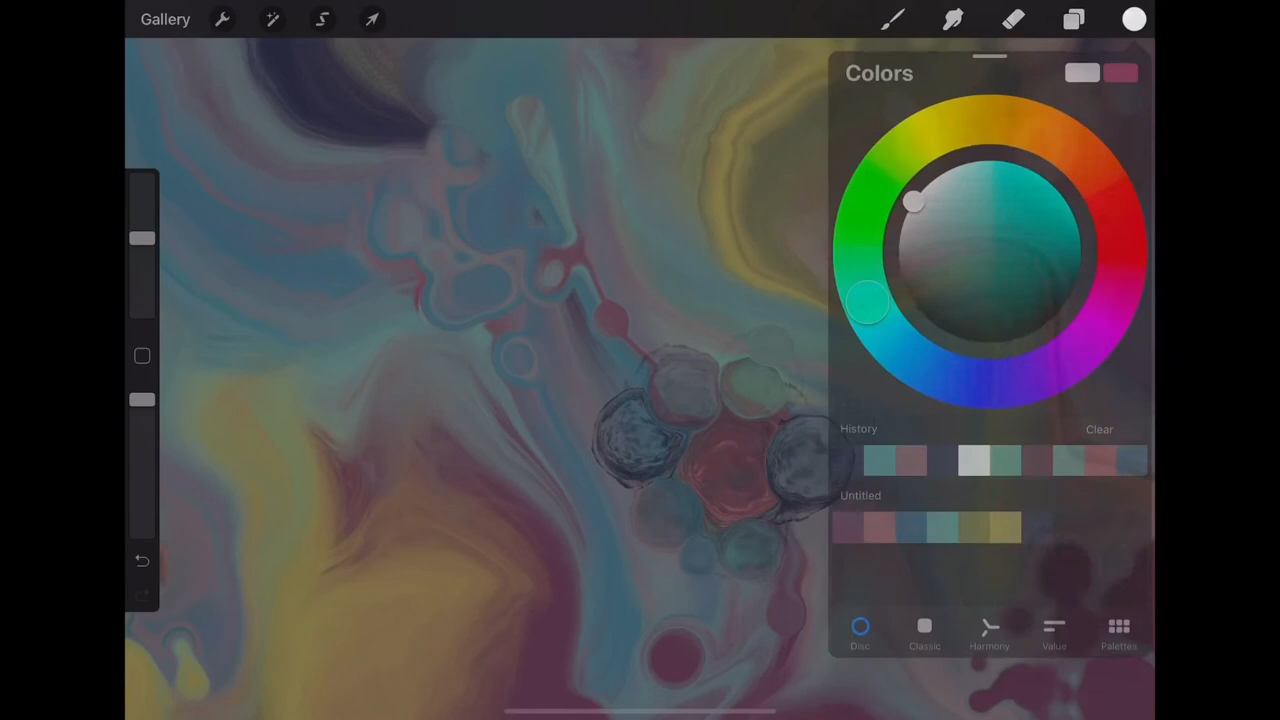 Gallery
Colors
History Clear
Untitled
Disc Classic Harmony Value Palettes